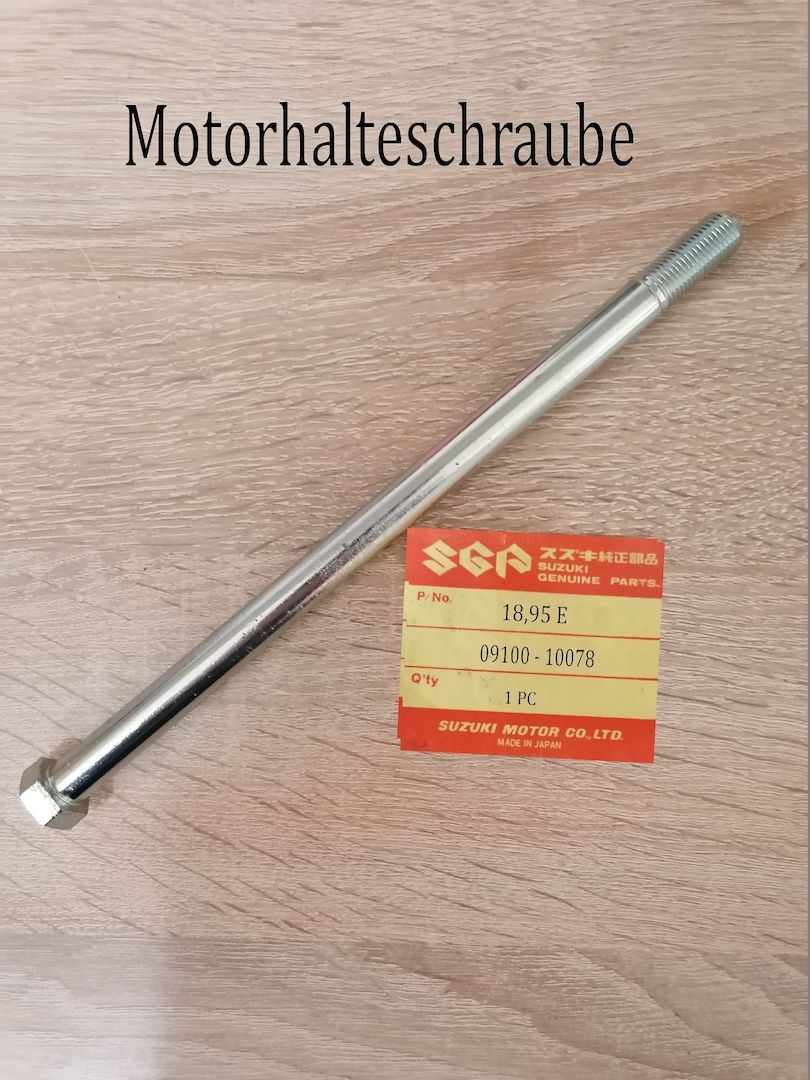 Motorhalteschraube
SGP スズキ純正部品
SUZUKI
GENUINE PARTS
P/No.
18,95 E
09100 - 10078
Q'ty
1 PC
SUZUKI MOTOR CO.,LTD.
MADE IN JAPAN